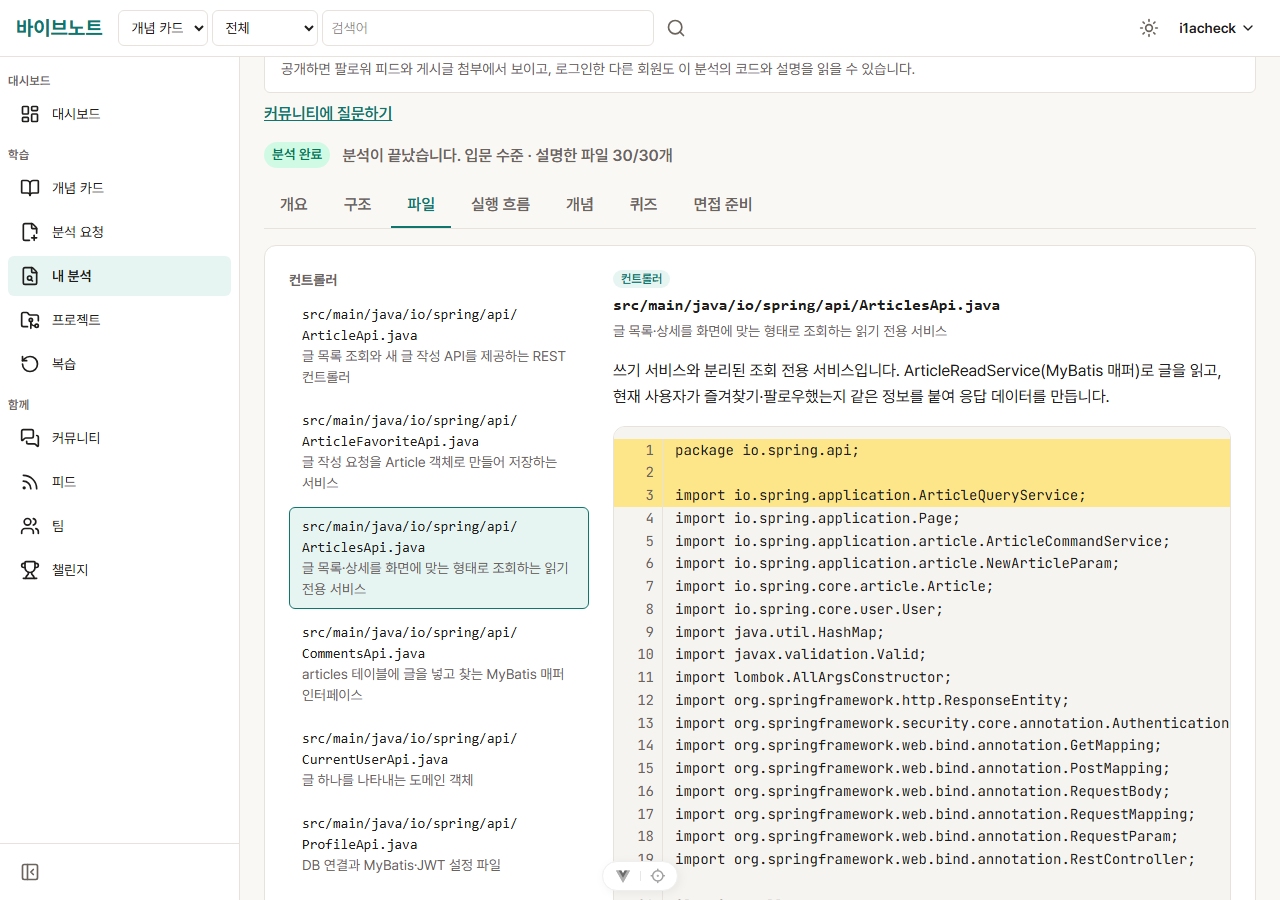 바이브노트
개념 카드
전체
검색어
i1acheck
대시보드
대시보드
학습
개념 카드
분석 요청
내 분석
프로젝트
복습
함께
커뮤니티
피드
팀
챌린지
공개하면 팔로워 피드와 게시글 첨부에서 보이고, 로그인한 다른 회원도 이 분석의 코드와 설명을 읽을 수 있습니다.
커뮤니티에 질문하기
분석 완료
분석이 끝났습니다. 입문 수준 · 설명한 파일 30/30개
개요
구조
파일
실행 흐름
개념
퀴즈
면접 준비
컨트롤러
src/main/java/io/spring/api/
ArticleApi.java
글 목록 조회와 새 글 작성 API를 제공하는 REST
컨트롤러
src/main/java/io/spring/api/
ArticleFavoriteApi.java
글 작성 요청을 Article 객체로 만들어 저장하는
서비스
src/main/java/io/spring/api/
ArticlesApi.java
글 목록·상세를 화면에 맞는 형태로 조회하는 읽기
전용 서비스
src/main/java/io/spring/api/
CommentsApi.java
articles 테이블에 글을 넣고 찾는 MyBatis 매퍼
인터페이스
src/main/java/io/spring/api/
CurrentUserApi.java
글 하나를 나타내는 도메인 객체
src/main/java/io/spring/api/
ProfileApi.java
DB 연결과 MyBatis·JWT 설정 파일
컨트롤러
src/main/java/io/spring/api/ArticlesApi.java
글 목록·상세를 화면에 맞는 형태로 조회하는 읽기 전용 서비스
쓰기 서비스와 분리된 조회 전용 서비스입니다. ArticleReadService(MyBatis 매퍼)로 글을 읽고,
현재 사용자가 즐겨찾기·팔로우했는지 같은 정보를 붙여 응답 데이터를 만듭니다.
1 package io.spring.api;
2
3 import io.spring.application.ArticleQueryService;
4 import io.spring.application.Page;
5 import io.spring.application.article.ArticleCommandService;
6 import io.spring.application.article.NewArticleParam;
7 import io.spring.core.article.Article;
8 import io.spring.core.user.User;
9 import java.util.HashMap;
10 import javax.validation.Valid;
11 import lombok.AllArgsConstructor;
12 import org.springframework.http.ResponseEntity;
13 import org.springframework.security.core.annotation.Authentication
14 import org.springframework.web.bind.annotation.GetMapping;
15 import org.springframework.web.bind.annotation.PostMapping;
16 import org.springframework.web.bind.annotation.RequestBody;
17 import org.springframework.web.bind.annotation.RequestMapping;
18 import org.springframework.web.bind.annotation.RequestParam;
19 import org.springframework.web.bind.annotation.RestController;